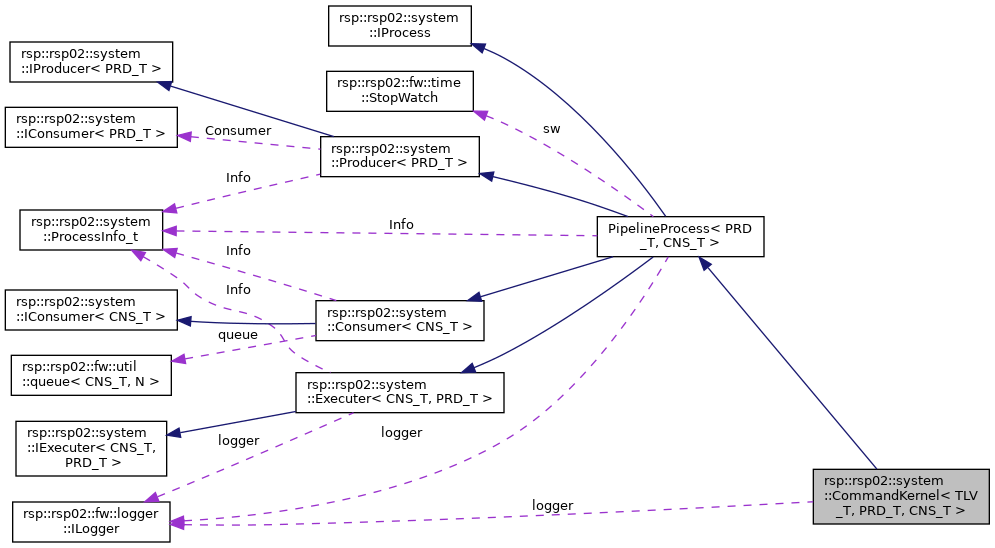 rsp::rsp02::system
::IProcess
rsp::rsp02::system
::IProducer< PRD_T >
rsp::rsp02::fw::time
::StopWatch
rsp::rsp02::system
::IConsumer< PRD_T >
Consumer
sw
rsp::rsp02::system
::Producer< PRD_T >
Info
rsp::rsp02::system
::ProcessInfo_t
Info
PipelineProcess< PRD
_T, CNS_T >
Info
Info
rsp::rsp02::system
::IConsumer< CNS_T >
rsp::rsp02::system
::Consumer< CNS_T >
queue
rsp::rsp02::fw::util
::queue< CNS_T, N >
rsp::rsp02::system
::Executer< CNS_T, PRD_T >
rsp::rsp02::system
::IExecuter< CNS_T,
PRD_T >
logger
logger
rsp::rsp02::system
::CommandKernel< TLV
_T, PRD_T, CNS_T >
logger
rsp::rsp02::fw::logger
::ILogger